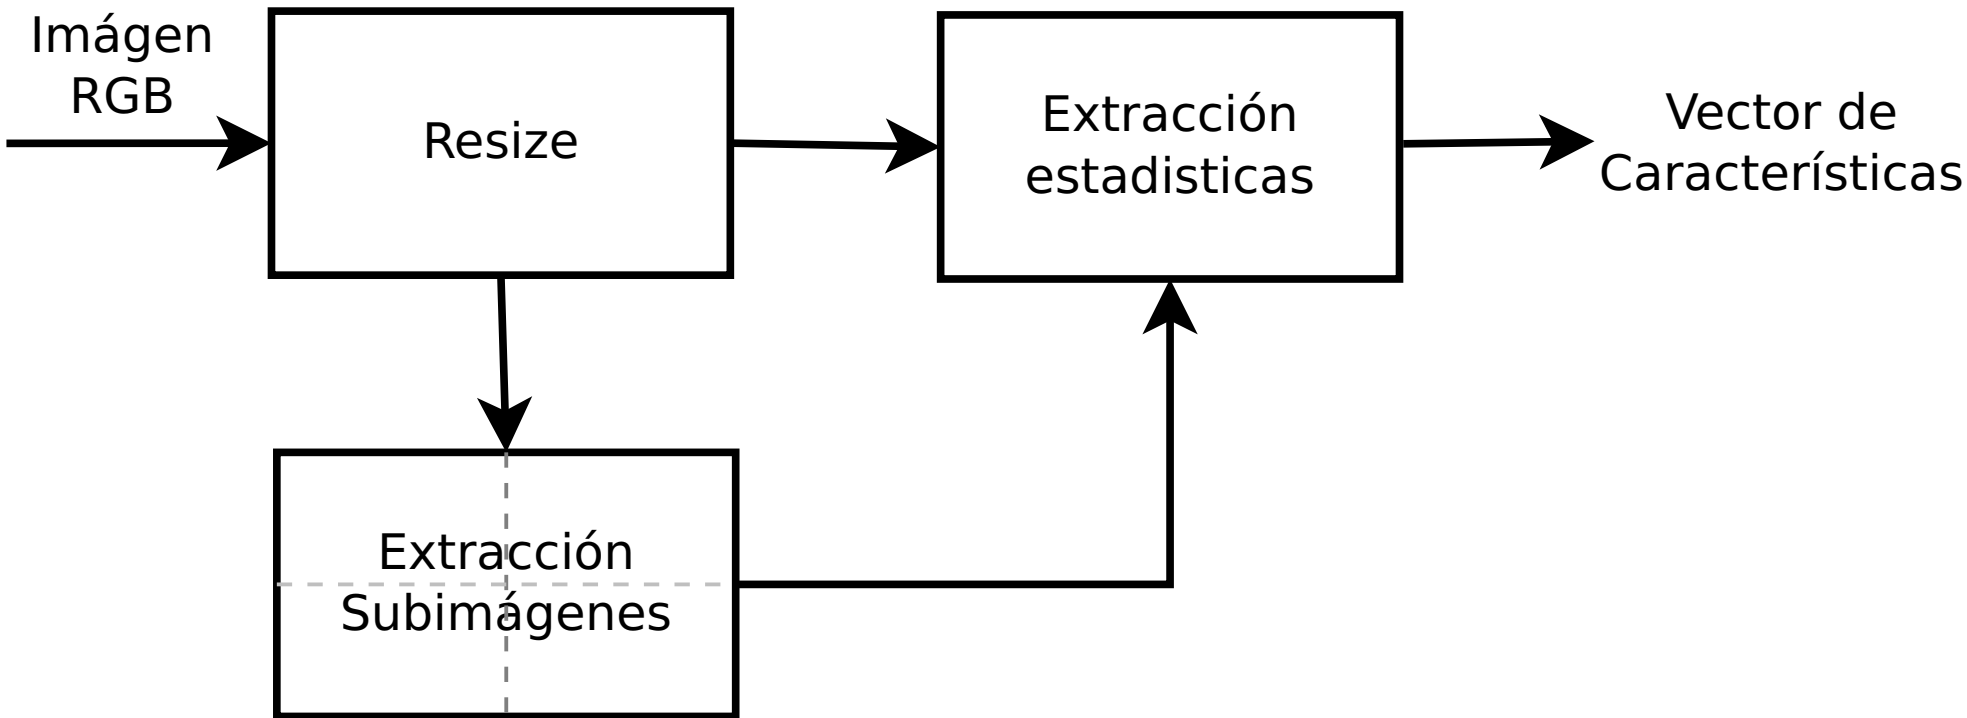 Imágen
RGB
Resize
Extracción
estadisticas
Vector de
Características
Extracción
Subimágenes